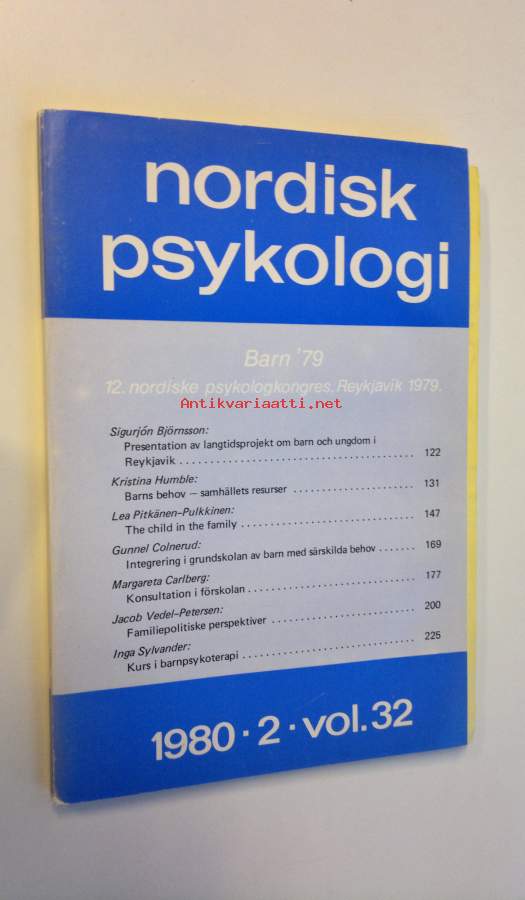 nordisk
psykologi
Barn '79
12. nordiske psykologkongres, Reykjavik 1979.
Antikvariaatti.net
Sigurjón Björnsson:
Presentation av langtidsprojekt om barn och ungdom i
Reykjavik ........................................ 122
Kristina Humble:
Barns behov — samhällets resurser .................... 131
Lea Pitkänen-Pulkkinen:
The child in the family ............................. 147
Gunnel Colnerud:
Integrering i grundskolan av barn med särskilda behov ....... 169
Margareta Carlberg:
Konsultation i förskolan ............................ 177
Jacob Vedel-Petersen:
Familiepolitiske perspektiver ........................ 200
Inga Sylvander:
Kurs i barnpsykoterapi ............................. 225
1980 · 2 · vol. 32